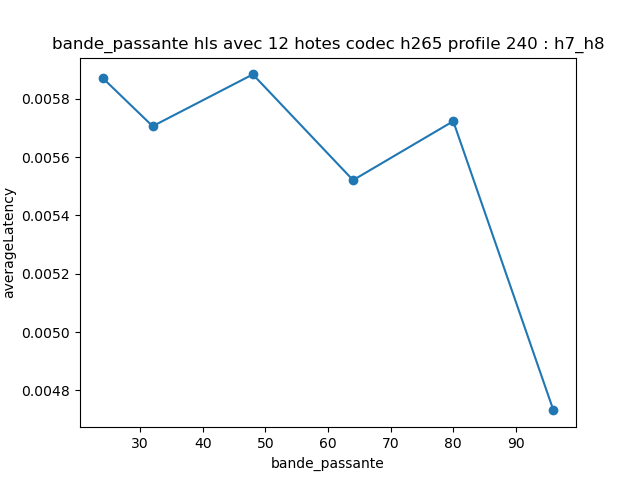 bande_passante hls avec 12 hotes codec h265 profile 240 : h7_h8
averageLatency
0.0058
0.0056
0.0054
0.0052
0.0050
0.0048
30 40 50 60 70 80 90
bande_passante